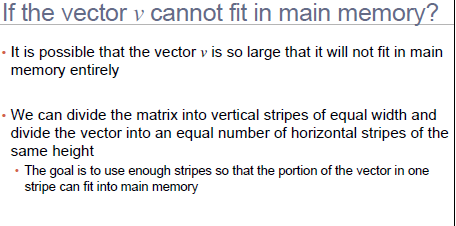 If the vector v cannot fit in main memory?
• It is possible that the vector v is so large that it will not fit in main
memory entirely
• We can divide the matrix into vertical stripes of equal width and
divide the vector into an equal number of horizontal stripes of the
same height
• The goal is to use enough stripes so that the portion of the vector in one
stripe can fit into main memory